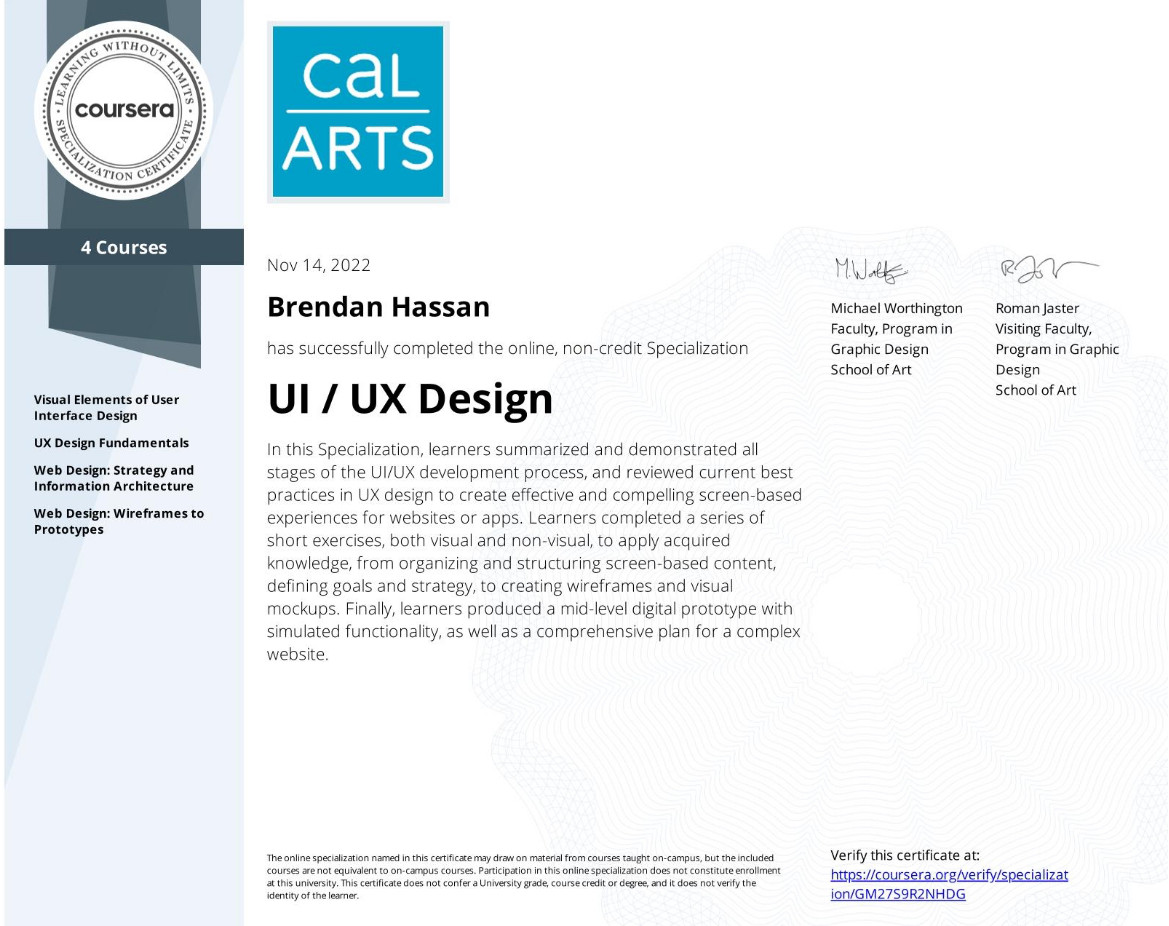 LEARNING WITHOUT LIMITS
coursera
SPECIALIZATION CERTIFICATE
4 Courses
Visual Elements of User
Interface Design
UX Design Fundamentals
Web Design: Strategy and
Information Architecture
Web Design: Wireframes to
Prototypes
CaL
ARTS
Nov 14, 2022
Brendan Hassan
has successfully completed the online, non-credit Specialization
UI / UX Design
In this Specialization, learners summarized and demonstrated all
stages of the UI/UX development process, and reviewed current best
practices in UX design to create effective and compelling screen-based
experiences for websites or apps. Learners completed a series of
short exercises, both visual and non-visual, to apply acquired
knowledge, from organizing and structuring screen-based content,
defining goals and strategy, to creating wireframes and visual
mockups. Finally, learners produced a mid-level digital prototype with
simulated functionality, as well as a comprehensive plan for a complex
website.
Michael Worthington
Faculty, Program in
Graphic Design
School of Art
Roman Jaster
Visiting Faculty,
Program in Graphic
Design
School of Art
The online specialization named in this certificate may draw on material from courses taught on-campus, but the included
courses are not equivalent to on-campus courses. Participation in this online specialization does not constitute enrollment
at this university. This certificate does not confer a University grade, course credit or degree, and it does not verify the
identity of the learner.
Verify this certificate at:
https://coursera.org/verify/specializat
ion/GM27S9R2NHDG